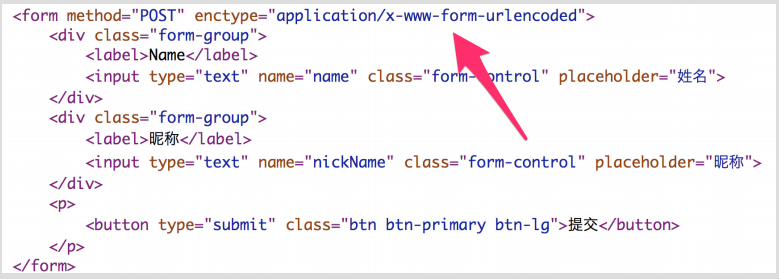 <form method="POST" enctype="application/x-www-form-urlencoded">
<div class="form-group">
<label>Name</label>
<input type="text" name="name" class="form-control" placeholder="姓名">
</div>
<div class="form-group">
<label>昵称</label>
<input type="text" name="nickName" class="form-control" placeholder="昵称">
</div>
<p>
<button type="submit" class="btn btn-primary btn-lg">提交</button>
</p>
</form>